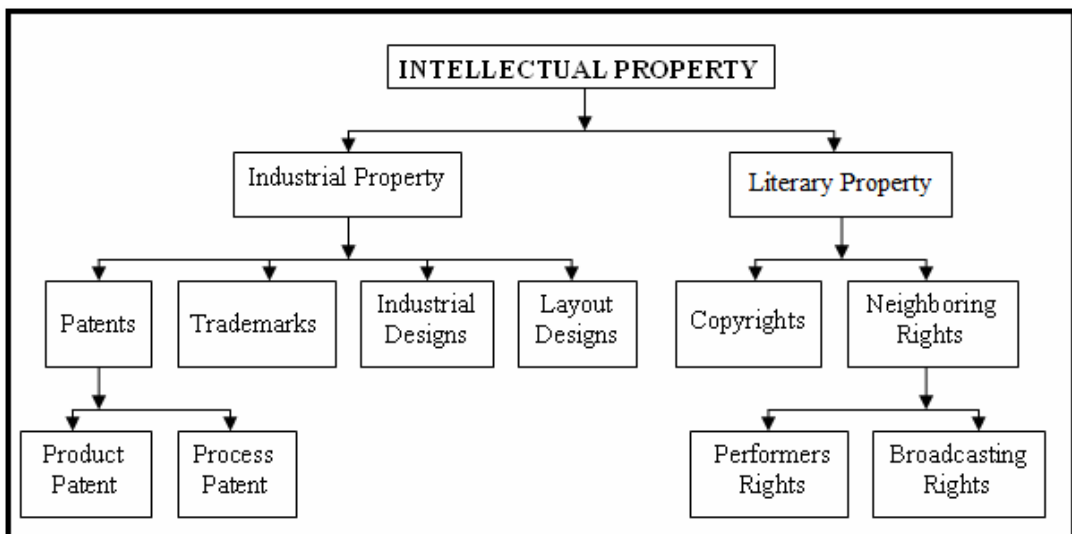 INTELLECTUAL PROPERTY
Industrial Property
Literary Property
Patents
Trademarks
Industrial
Designs
Layout
Designs
Copyrights
Neighboring
Rights
Product
Patent
Process
Patent
Performers
Rights
Broadcasting
Rights